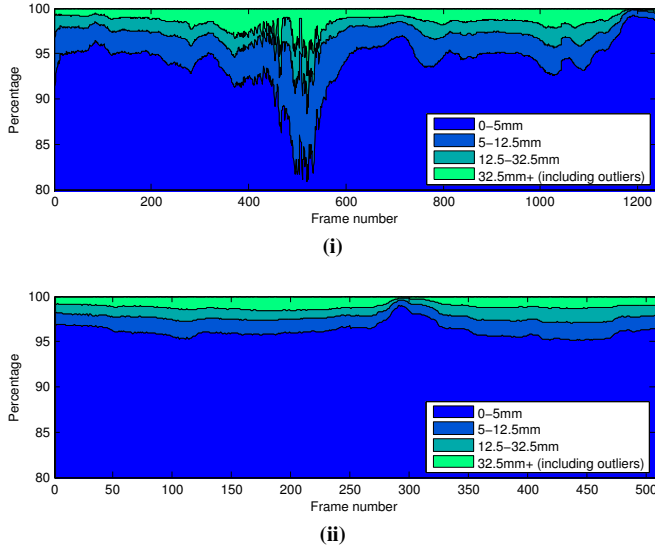 100
95
90
85
80
Percentage
0 200 400 600 800 1000 1200
Frame number
0−5mm
5−12.5mm
12.5−32.5mm
32.5mm+ (including outliers)
(i)
100
95
90
85
80
Percentage
0 50 100 150 200 250 300 350 400 450 500
Frame number
0−5mm
5−12.5mm
12.5−32.5mm
32.5mm+ (including outliers)
(ii)